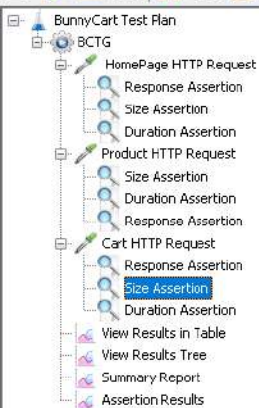 BunnyCart Test Plan
BCTG
HomePage HTTP Request
Response Assertion
Size Assertion
Duration Assertion
Product HTTP Request
Size Assertion
Duration Assertion
Response Assertion
Cart HTTP Request
Response Assertion
Size Assertion
Duration Assertion
View Results in Table
View Results Tree
Summary Report
Assertion Results